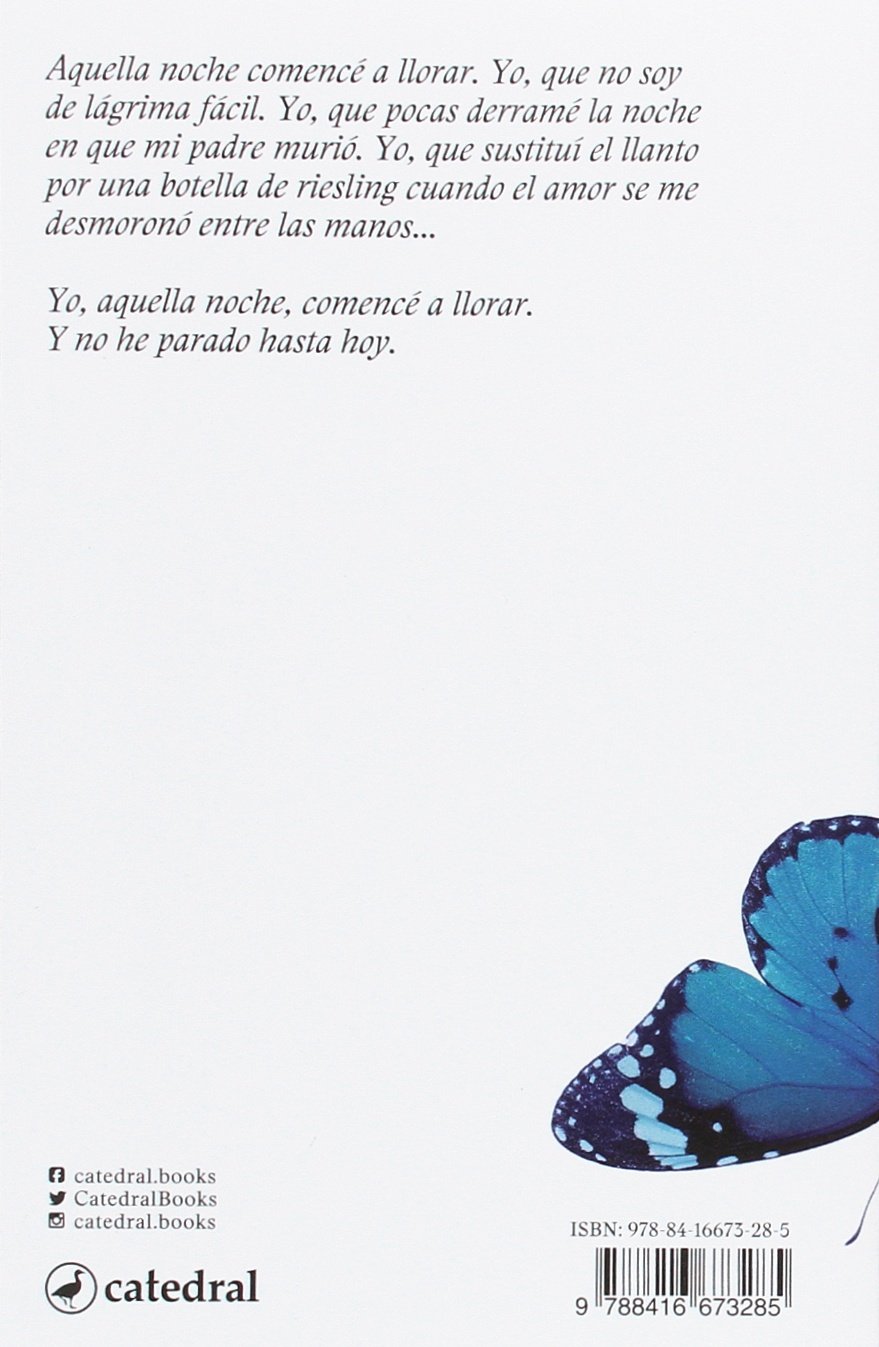 Aquella noche comencé a llorar. Yo, que no soy
de lágrima fácil. Yo, que pocas derramé la noche
en que mi padre murió. Yo, que sustituí el llanto
por una botella de riesling cuando el amor se me
desmoronó entre las manos...
Yo, aquella noche, comencé a llorar.
Y no he parado hasta hoy.
catedral.books
CatedralBooks
catedral.books
catedral
ISBN: 978-84-16673-28-5
9 788416 673285